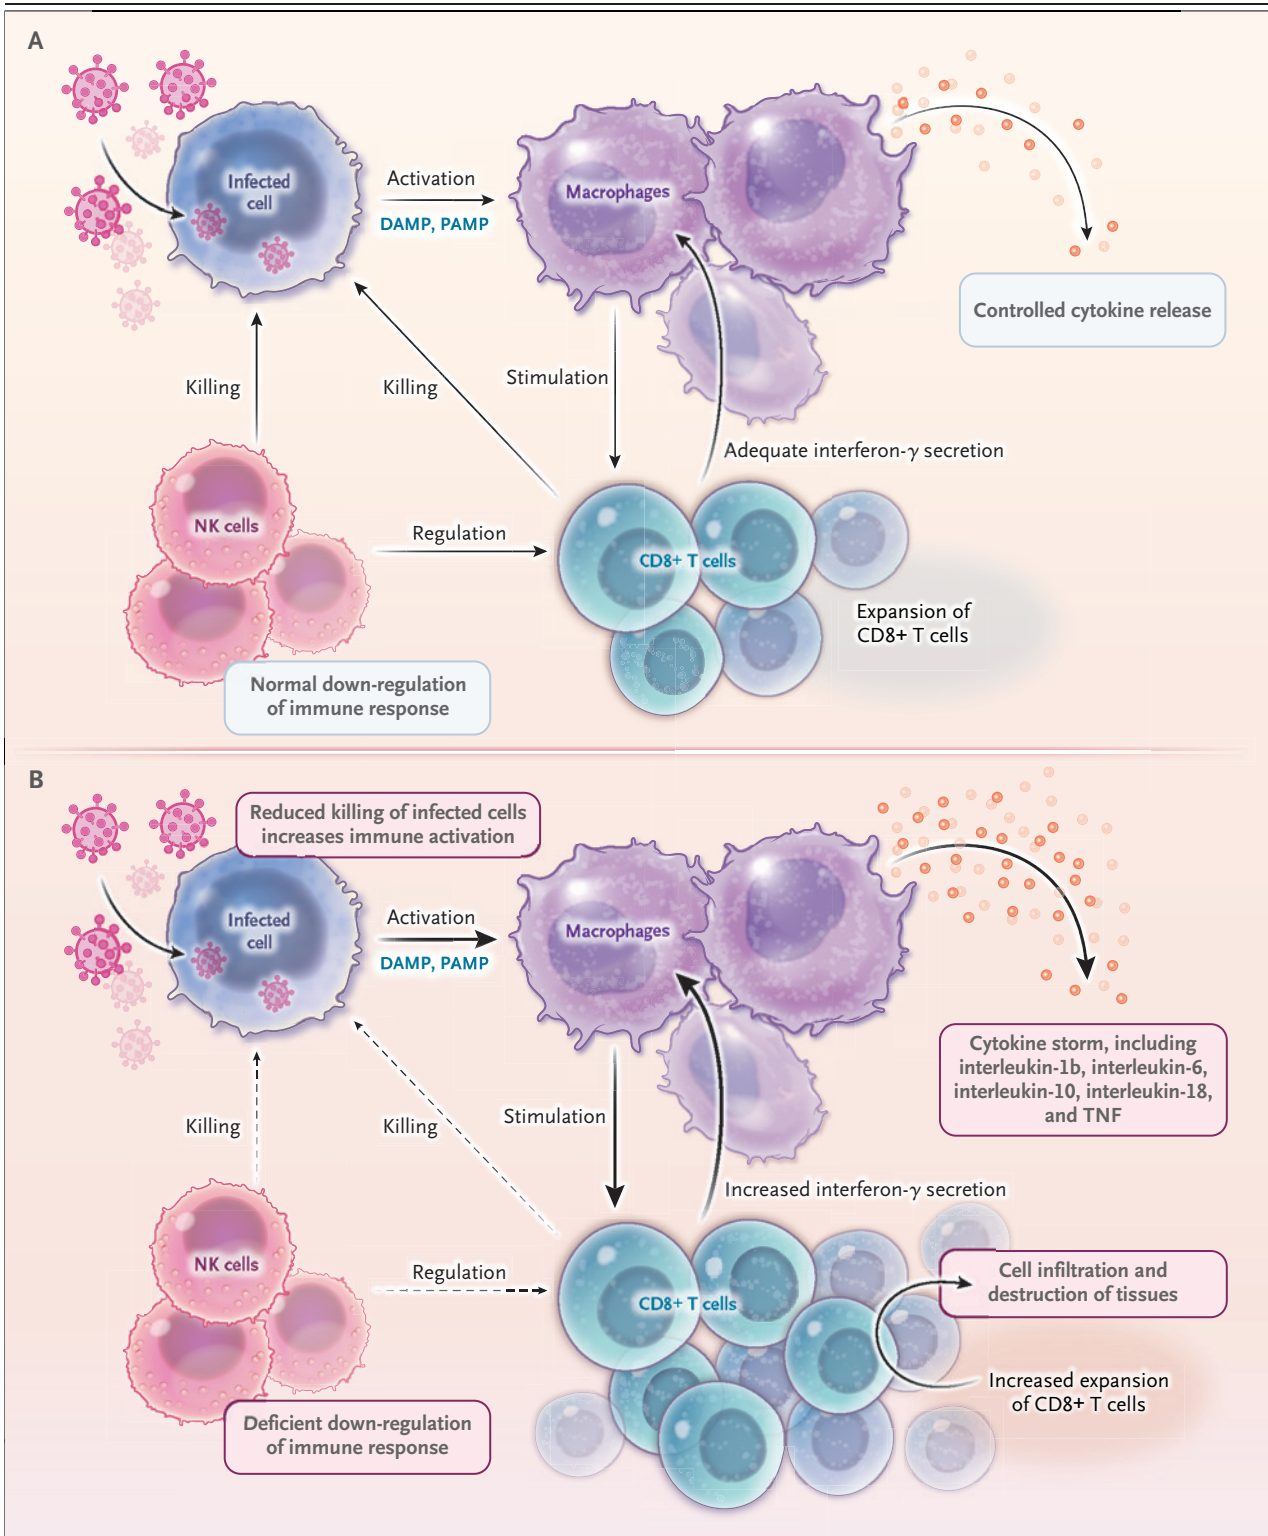 A
Infected
cell
Activation
DAMP, PAMP
Macrophages
Controlled cytokine release
Killing
Killing
Stimulation
Adequate interferon-γ secretion
NK cells
Regulation
CD8+ T cells
Expansion of
CD8+ T cells
Normal down-regulation
of immune response
B
Reduced killing of infected cells
increases immune activation
Infected
cell
Activation
DAMP, PAMP
Macrophages
Cytokine storm, including
interleukin-1b, interleukin-6,
interleukin-10, interleukin-18,
and TNF
Killing
Killing
Stimulation
Increased interferon-γ secretion
NK cells
Regulation
CD8+ T cells
Cell infiltration and
destruction of tissues
Increased expansion
of CD8+ T cells
Deficient down-regulation
of immune response